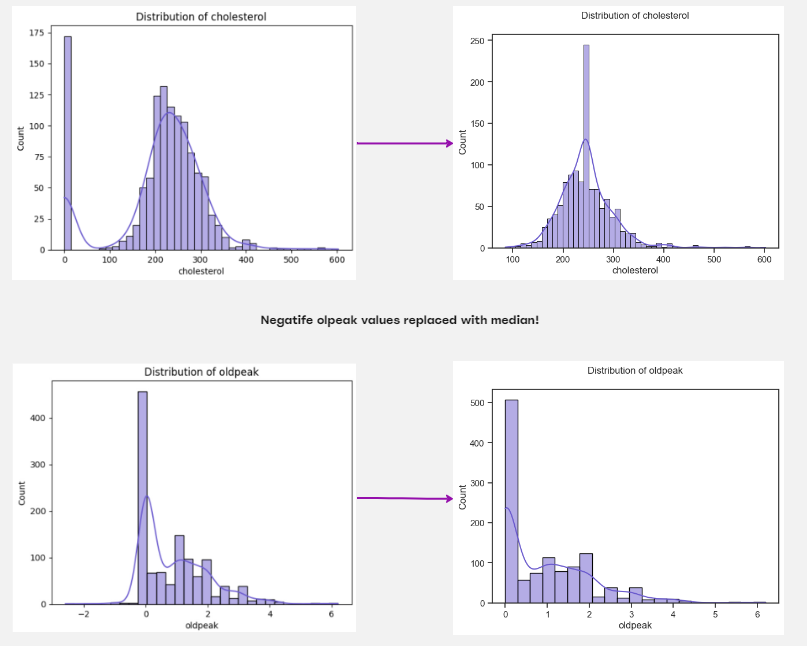 Distribution of cholesterol
175
150
125
100
75
50
25
0
Count
0 100 200 300 400 500 600
cholesterol
Distribution of cholesterol
250
200
150
100
50
0
Count
100 200 300 400 500 600
cholesterol
Negatife olpeak values replaced with median!
Distribution of oldpeak
400
300
200
100
0
Count
−2 0 2 4 6
oldpeak
Distribution of oldpeak
500
400
300
200
100
0
Count
0 1 2 3 4 5 6
oldpeak